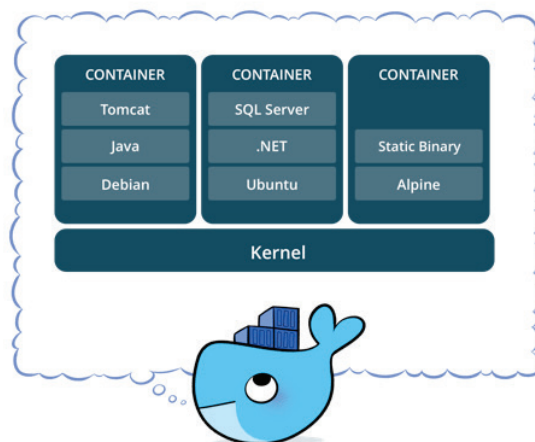 CONTAINER
Tomcat
Java
Debian
CONTAINER
SQL Server
.NET
Ubuntu
CONTAINER
Static Binary
Alpine
Kernel